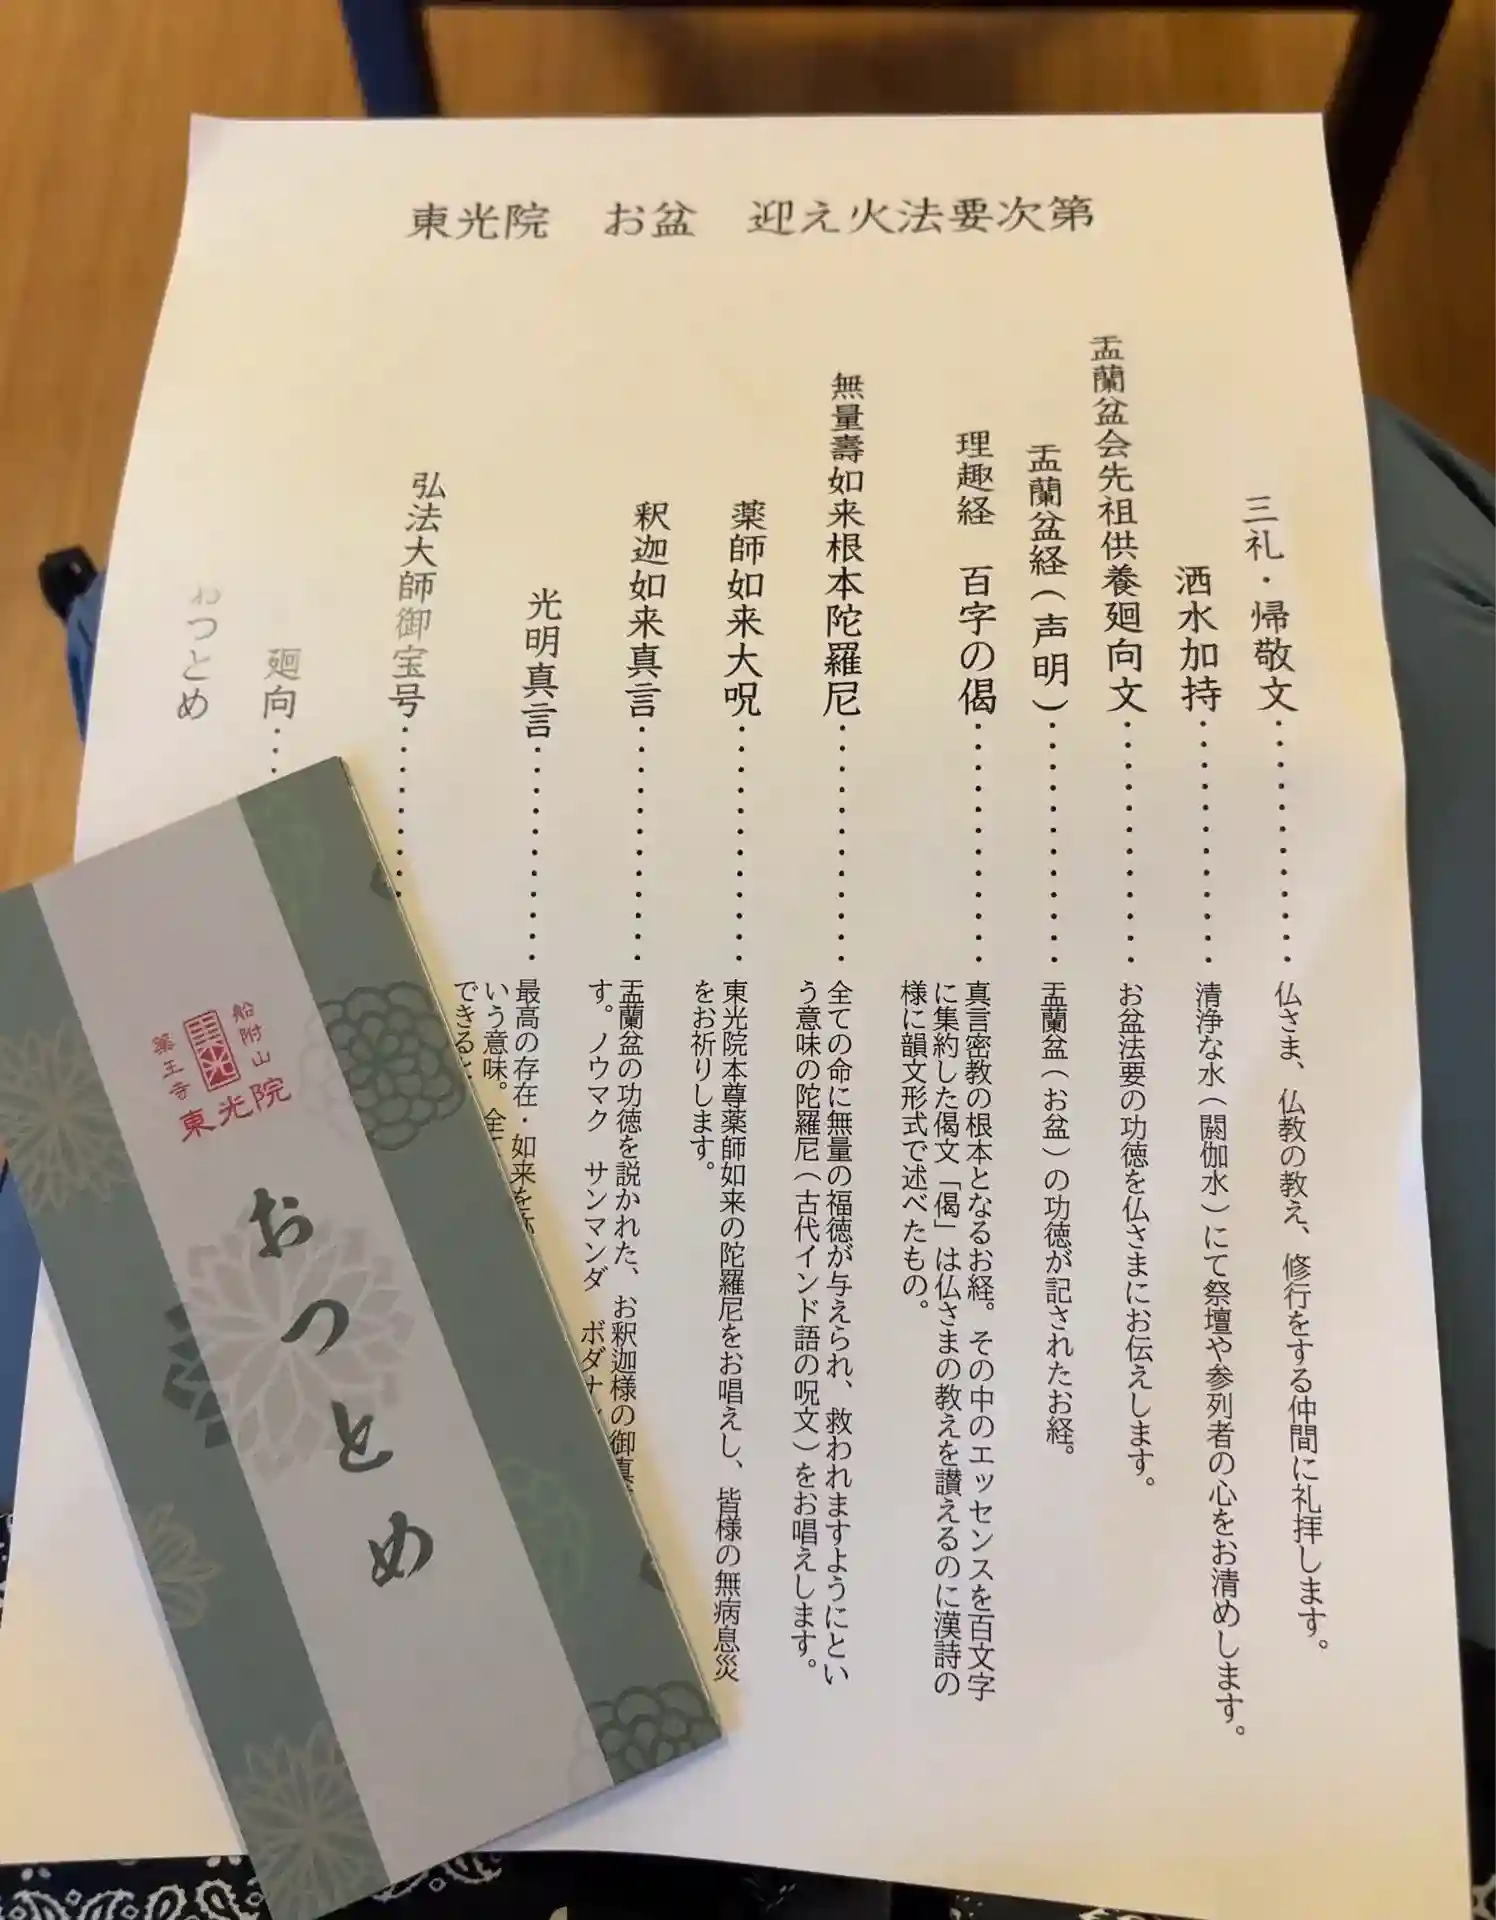 東光院　お盆　迎え火法要次第
三礼・帰敬文・・・・・・・・・・・・仏さま、仏教の教え、修行をする仲間に礼拝します。
洒水加持・・・・・・・・・・・・清浄な水（閼伽水）にて祭壇や参列者の心をお清めします。
盂蘭盆会先祖供養廻向文・・・・・・・・・・・・お盆法要の功徳を仏さまにお伝えします。
盂蘭盆経（声明）・・・・・・・・・・・・盂蘭盆（お盆）の功徳が記されたお経。
理趣経　百字の偈・・・・・・・・・・・・真言密教の根本となるお経。その中のエッセンスを百文字
に集約した偈文「偈」は仏さまの教えを讃えるのに漢詩の
様に韻文形式で述べたもの。
無量壽如来根本陀羅尼・・・・・・・・・・・・全ての命に無量の福徳が与えられ、救われますようにとい
う意味の陀羅尼（古代インド語の呪文）をお唱えします。
薬師如来大呪・・・・・・・・・・・・東光院本尊薬師如来の陀羅尼をお唱えし、皆様の無病息災
をお祈りします。
釈迦如来真言・・・・・・・・・・・・盂蘭盆の功徳を説かれた、お釈迦様の御真
す。ノウマク　サンマンダ　ボダナ
光明真言・・・・・・・・・・・最高の存在・如来を
いう意味。全
できると
弘法大師御宝号・・・・・・・・・
廻向・・・
おつとめ
船附山
薬王寺
東光院
おつとめ